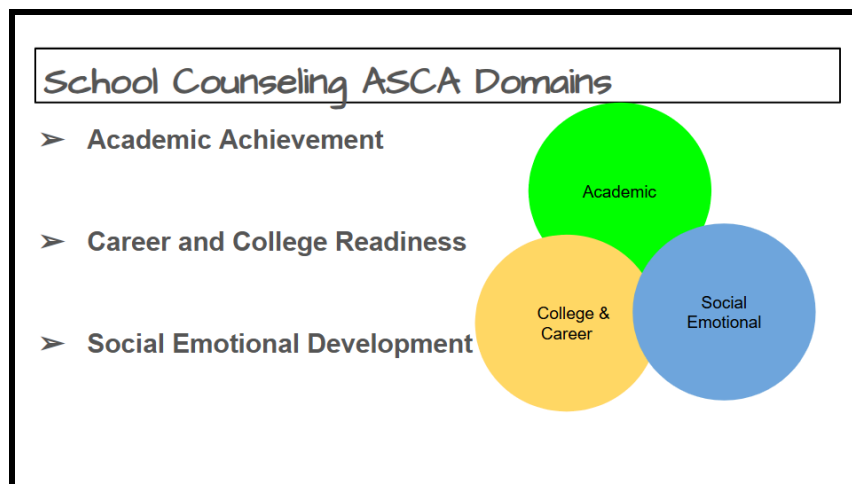 School Counseling ASCA Domains
➢ Academic Achievement
➢ Career and College Readiness
➢ Social Emotional Development
Academic
College &
Career
Social
Emotional